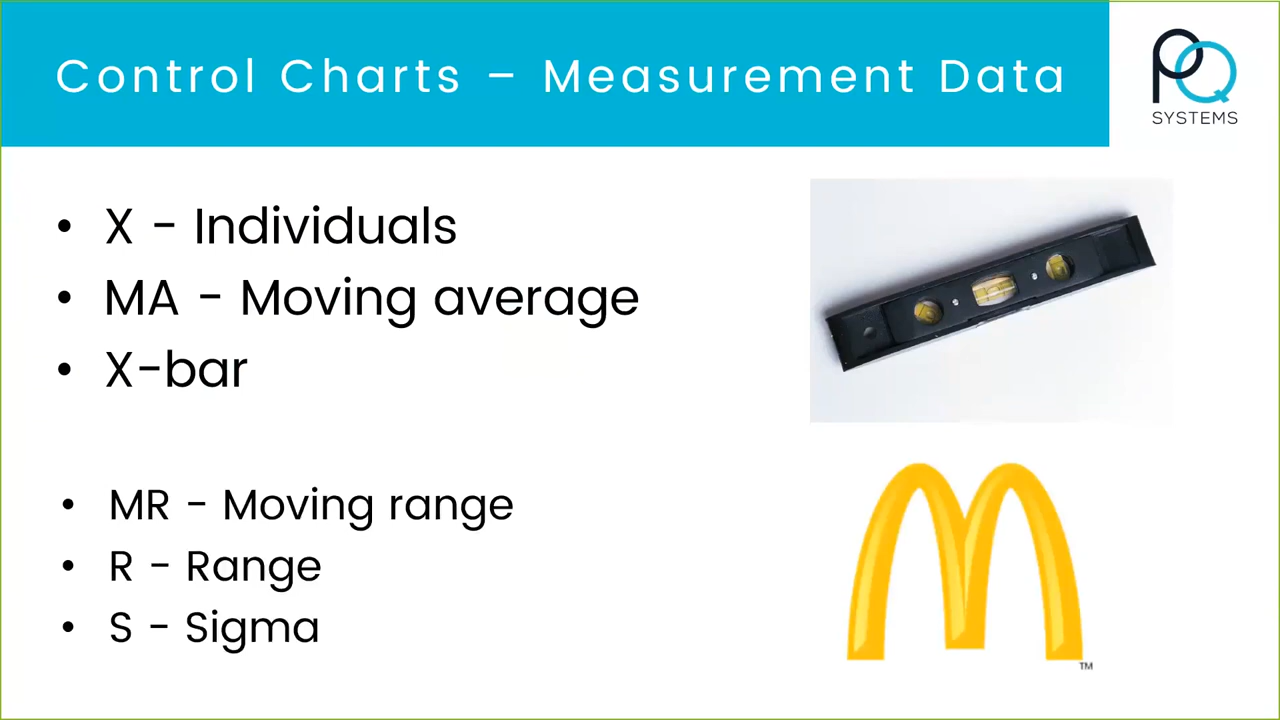 Control Charts – Measurement Data
PQ
SYSTEMS
• X - Individuals
• MA - Moving average
• X-bar
• MR - Moving range
• R - Range
• S - Sigma
TM